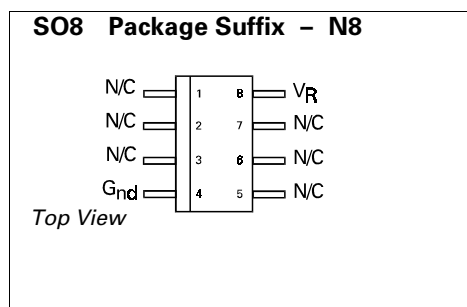 SO8 Package Suffix – N8
N/C 1 8 VR
N/C 2 7 N/C
N/C 3 6 N/C
Gnd 4 5 N/C
Top View